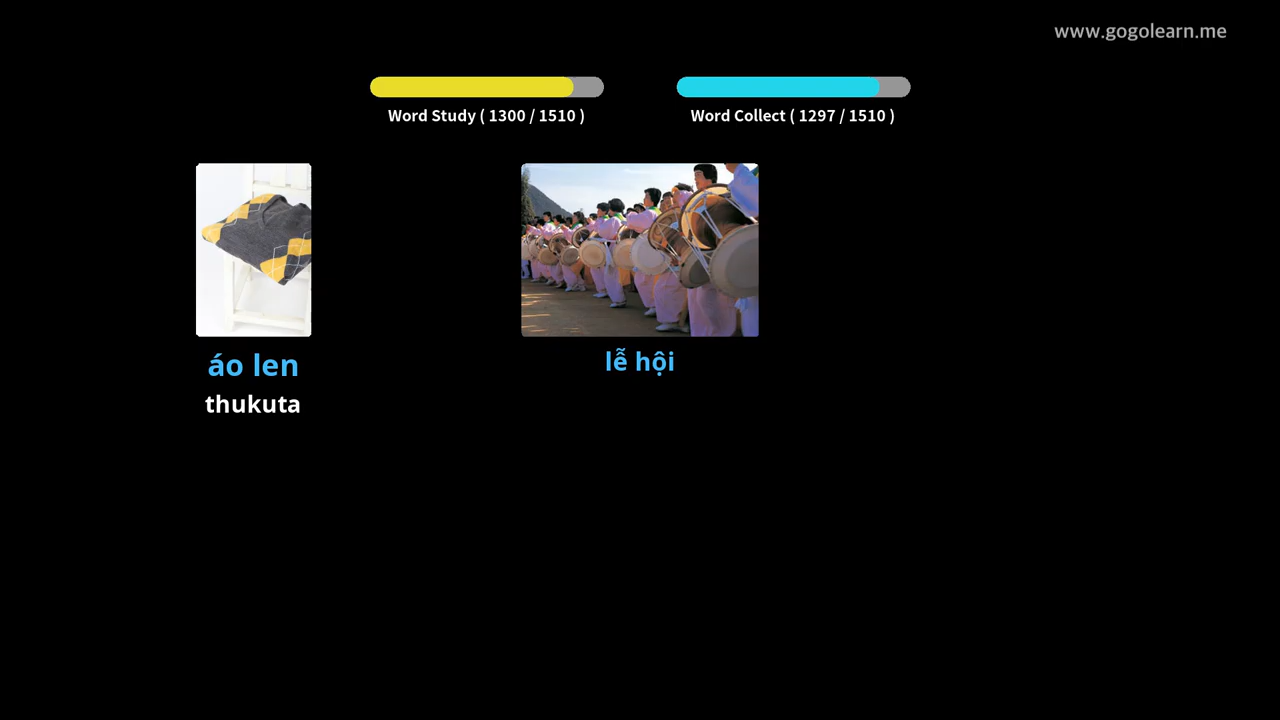 www.gogolearn.me
Word Study ( 1300 / 1510 )
Word Collect ( 1297 / 1510 )
áo len
thukuta
lễ hội